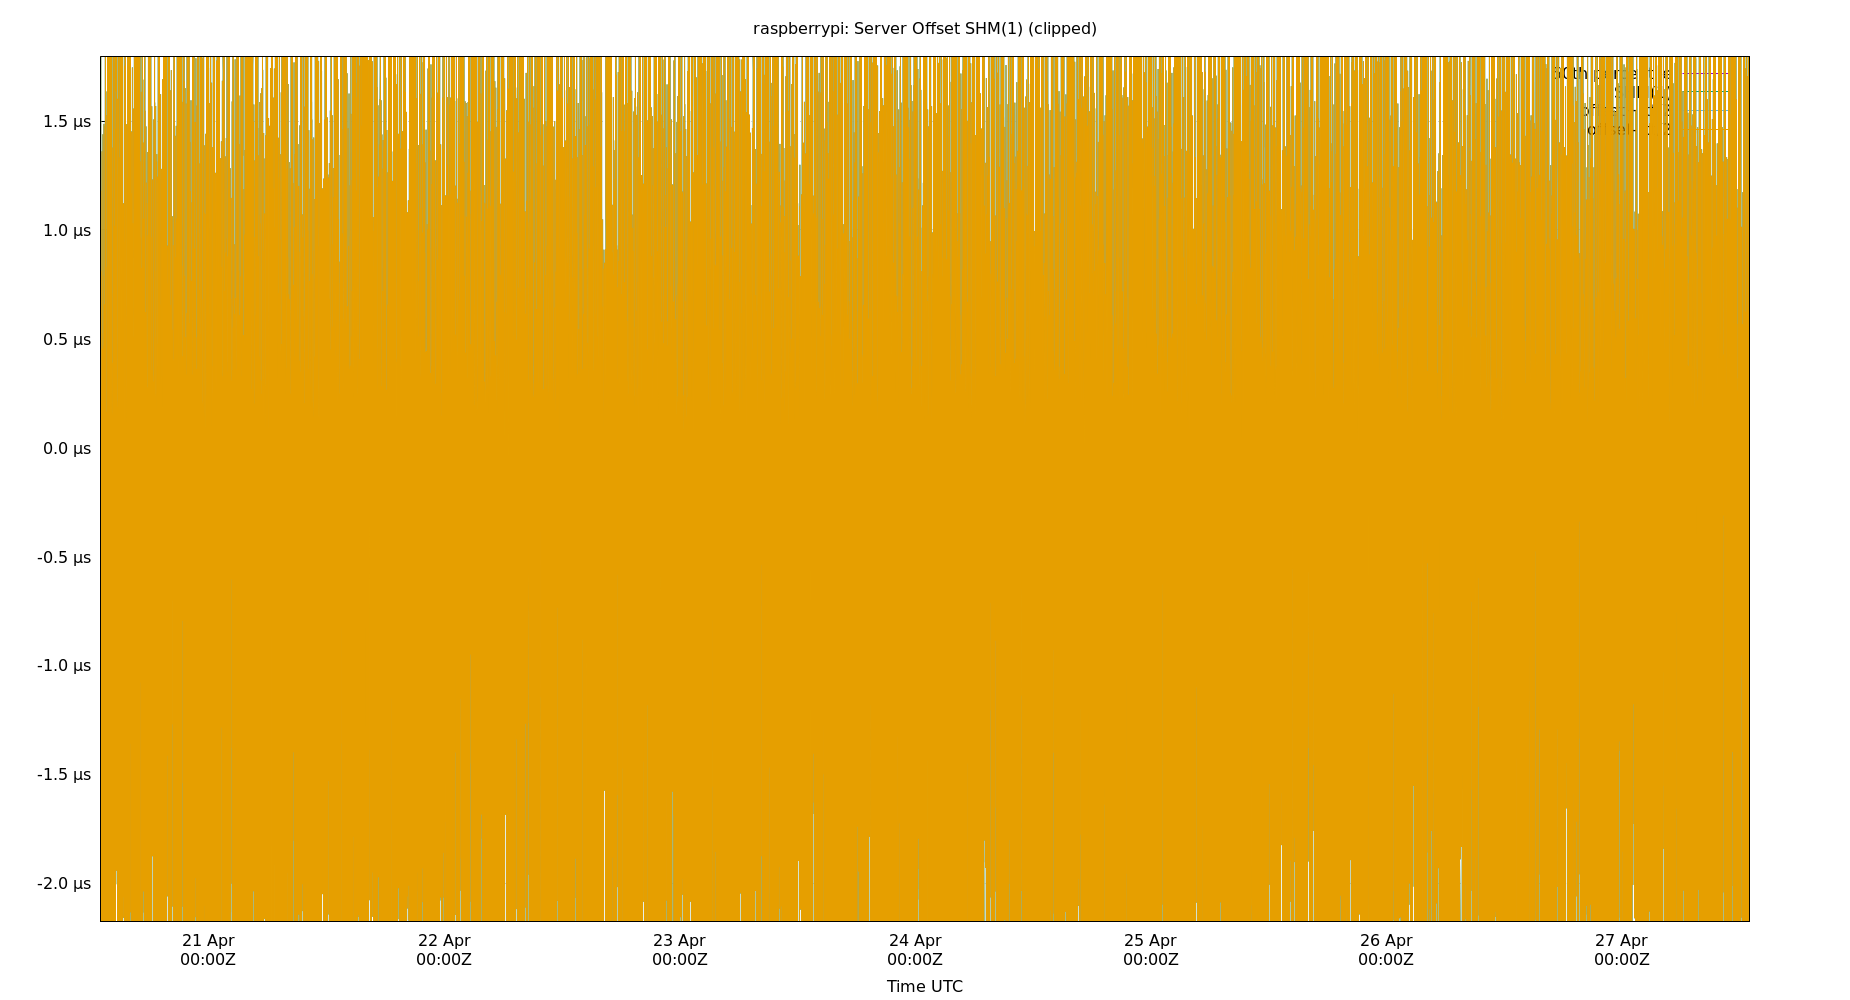 raspberrypi: Server Offset SHM(1) (clipped)
1.5 µs
1.0 µs
0.5 µs
0.0 µs
-0.5 µs
-1.0 µs
-1.5 µs
-2.0 µs
21 Apr
00:00Z
22 Apr
00:00Z
23 Apr
00:00Z
24 Apr
00:00Z
25 Apr
00:00Z
26 Apr
00:00Z
27 Apr
00:00Z
Time UTC